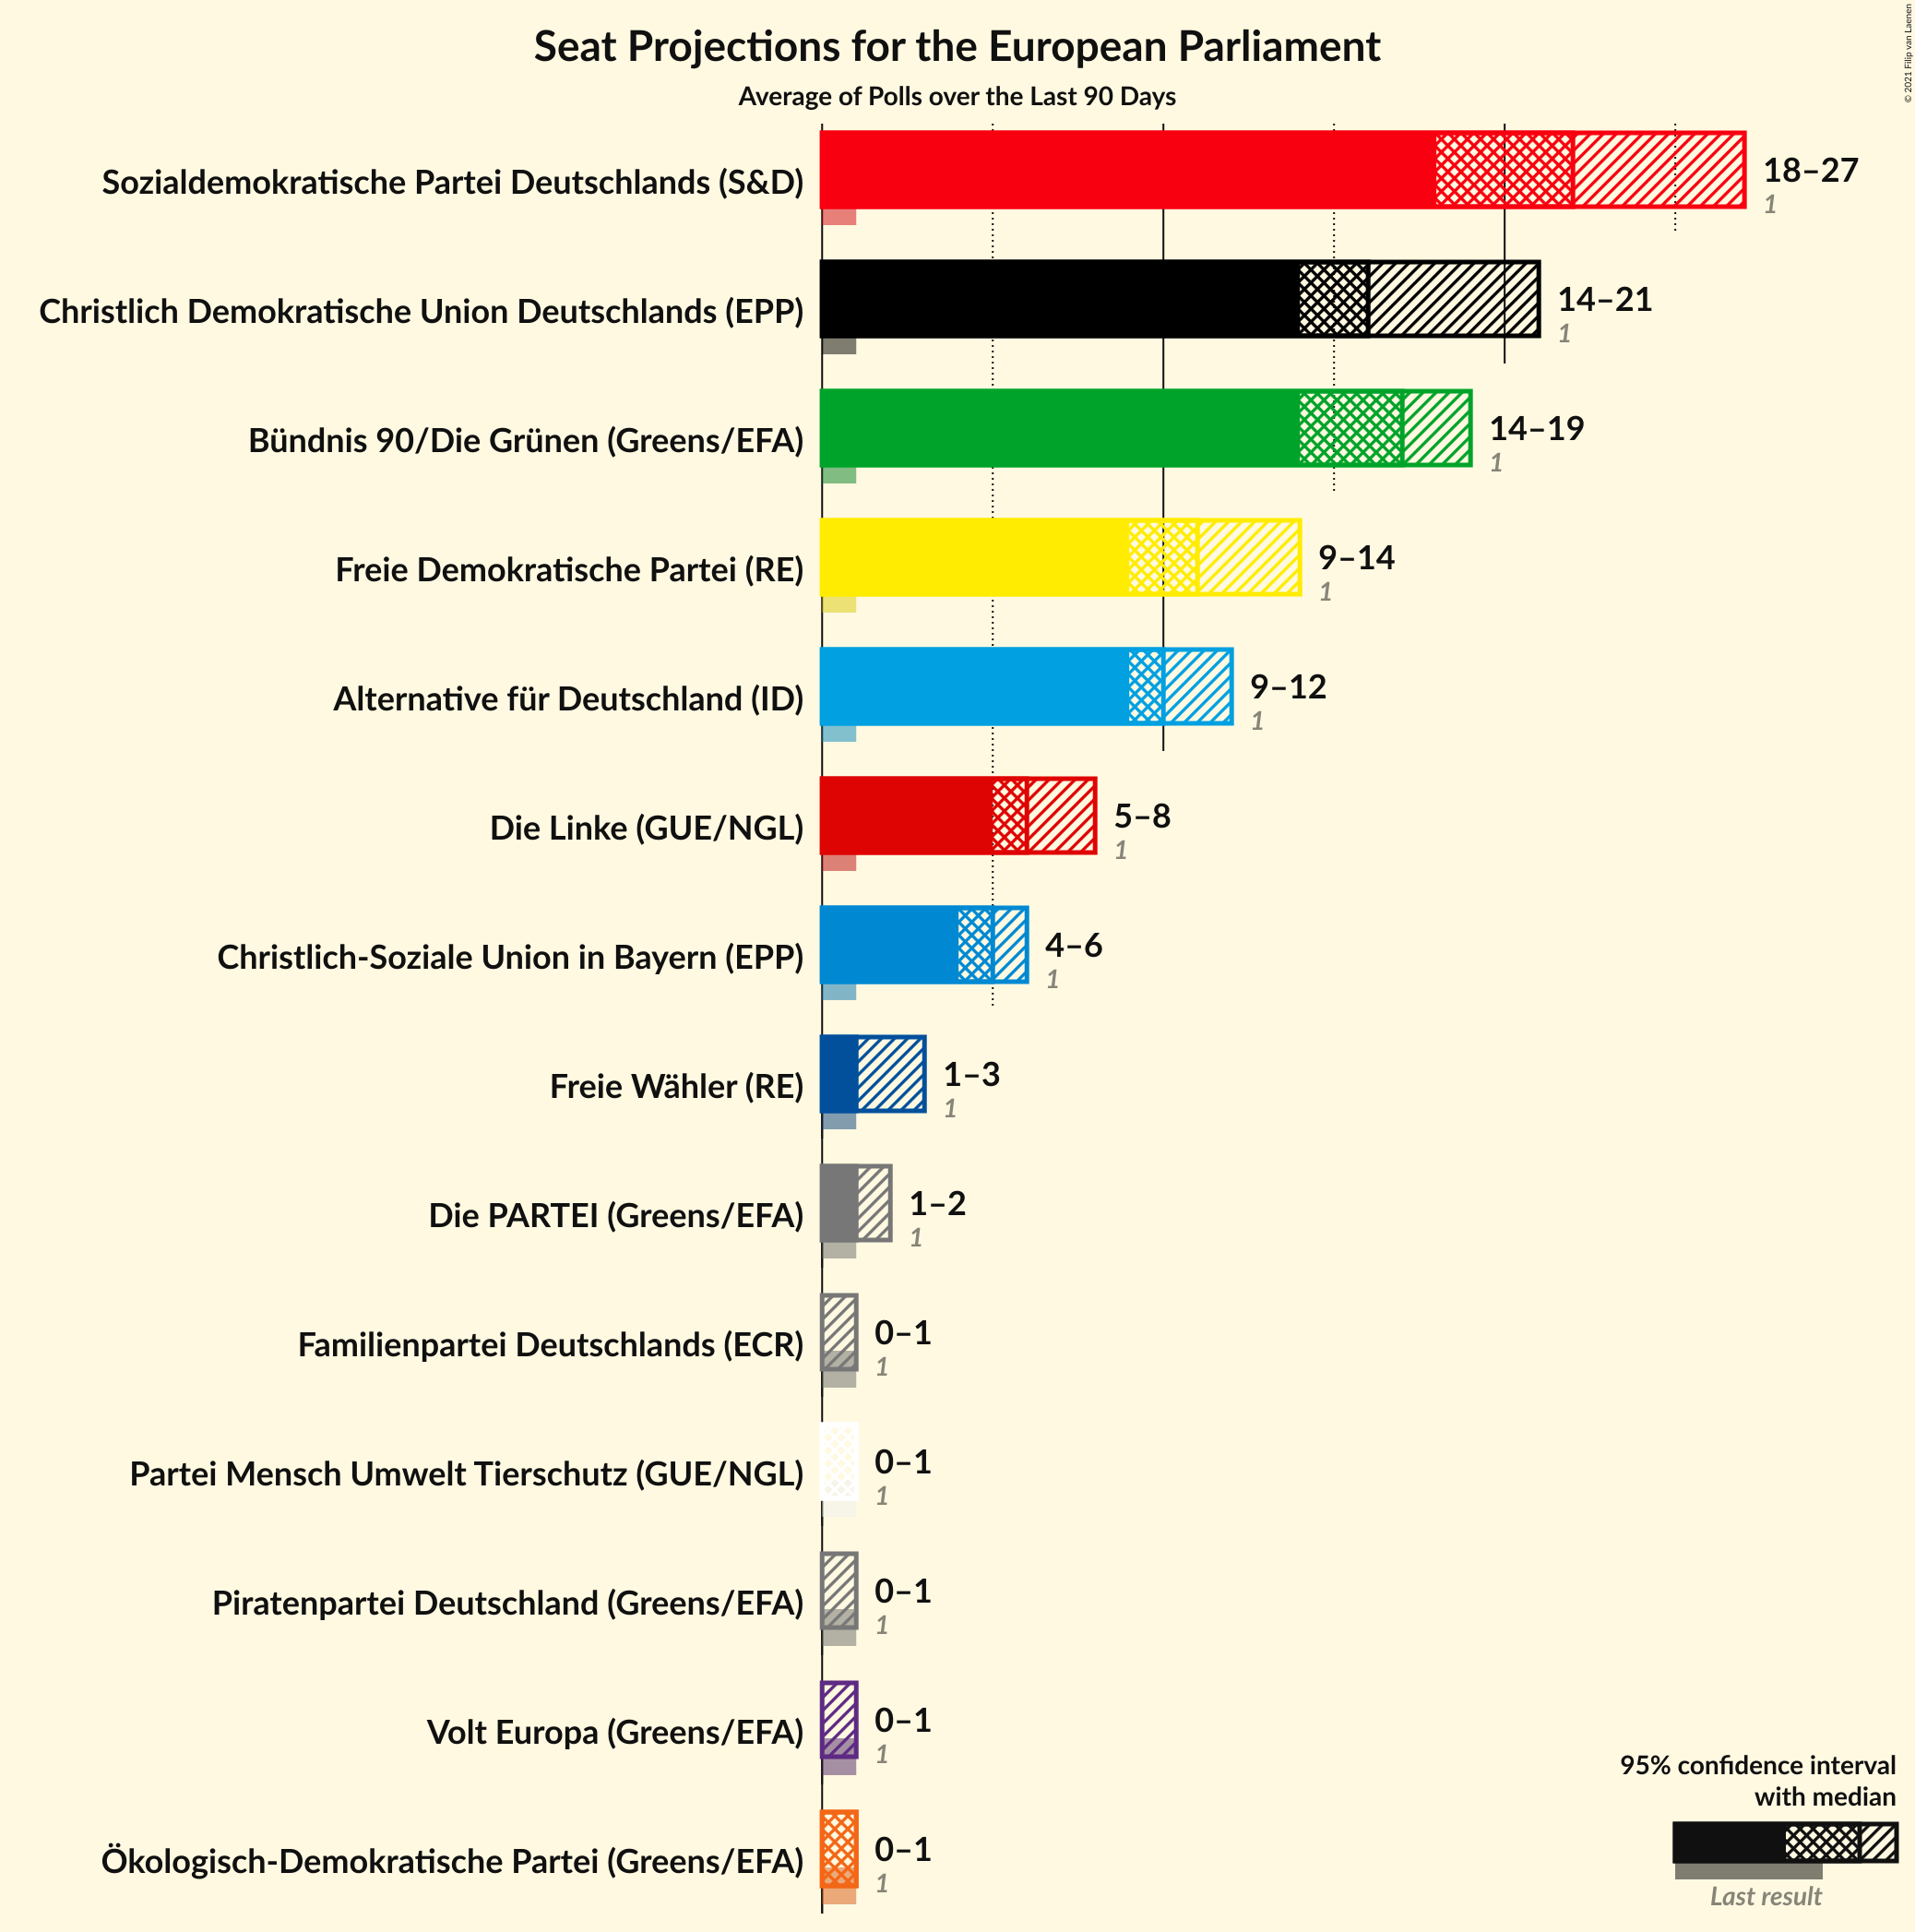 Seat Projections for the European Parliament
Average of Polls over the Last 90 Days
© 2021 Filip van Laenen
Sozialdemokratische Partei Deutschlands (S&D)
18–27
1
Christlich Demokratische Union Deutschlands (EPP)
14–21
1
Bündnis 90/Die Grünen (Greens/EFA)
14–19
1
Freie Demokratische Partei (RE)
9–14
1
Alternative für Deutschland (ID)
9–12
1
Die Linke (GUE/NGL)
5–8
1
Christlich-Soziale Union in Bayern (EPP)
4–6
1
Freie Wähler (RE)
1–3
1
Die PARTEI (Greens/EFA)
1–2
1
Familienpartei Deutschlands (ECR)
0–1
1
Partei Mensch Umwelt Tierschutz (GUE/NGL)
0–1
1
Piratenpartei Deutschland (Greens/EFA)
0–1
1
Volt Europa (Greens/EFA)
0–1
1
Ökologisch-Demokratische Partei (Greens/EFA)
0–1
1
95% confidence interval
with median
Last result